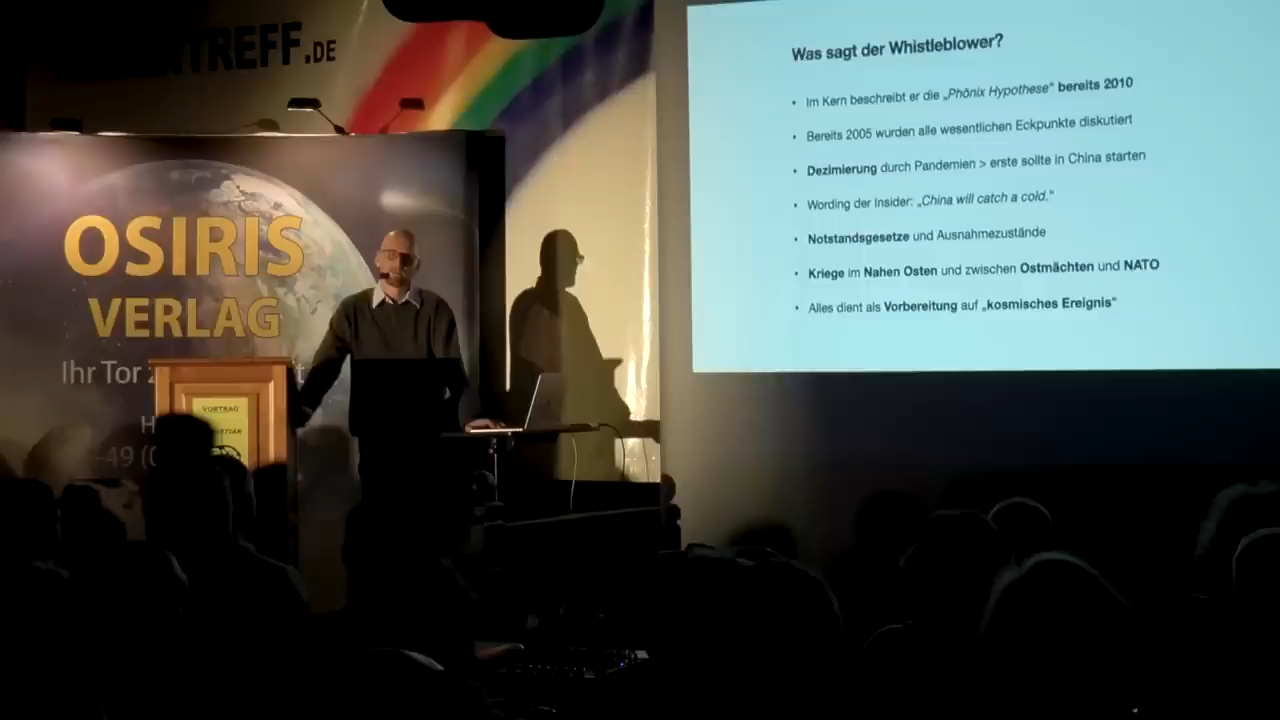 TREFF.DE
OSIRIS
VERLAG
Ihr Tor
VORTRAG
-49 (0
Was sagt der Whistleblower?
• Im Kern beschreibt er die „Phönix Hypothese“ bereits 2010
• Bereits 2005 wurden alle wesentlichen Eckpunkte diskutiert
• Dezimierung durch Pandemien > erste sollte in China starten
• Wording der Insider: „China will catch a cold.“
• Notstandsgesetze und Ausnahmezustände
• Kriege im Nahen Osten und zwischen Ostmächten und NATO
• Alles dient als Vorbereitung auf „kosmisches Ereignis“